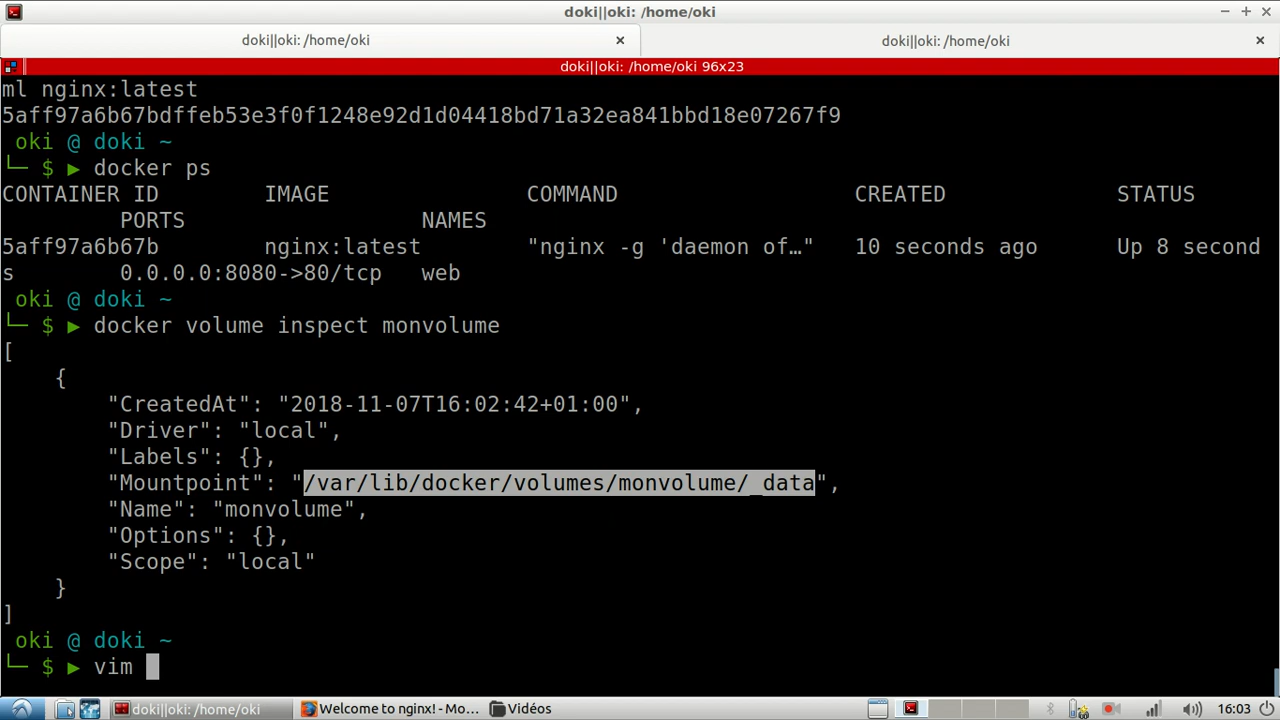 doki||oki: /home/oki
doki||oki: /home/oki
doki||oki: /home/oki
doki||oki: /home/oki 96x23
ml nginx:latest
5aff97a6b67bdffeb53e3f0f1248e92d1d04418bd71a32ea841bbd18e07267f9
oki @ doki ~
└─ $ ▶ docker ps
CONTAINER ID        IMAGE               COMMAND                  CREATED             STATUS
         PORTS                  NAMES
5aff97a6b67b        nginx:latest        "nginx -g 'daemon of…"   10 seconds ago      Up 8 second
s        0.0.0.0:8080->80/tcp   web
oki @ doki ~
└─ $ ▶ docker volume inspect monvolume
[
    {
        "CreatedAt": "2018-11-07T16:02:42+01:00",
        "Driver": "local",
        "Labels": {},
        "Mountpoint": "/var/lib/docker/volumes/monvolume/_data",
        "Name": "monvolume",
        "Options": {},
        "Scope": "local"
    }
]
oki @ doki ~
└─ $ ▶ vim
doki||oki: /home/oki
Welcome to nginx! - Mo...
Vidéos
16:03